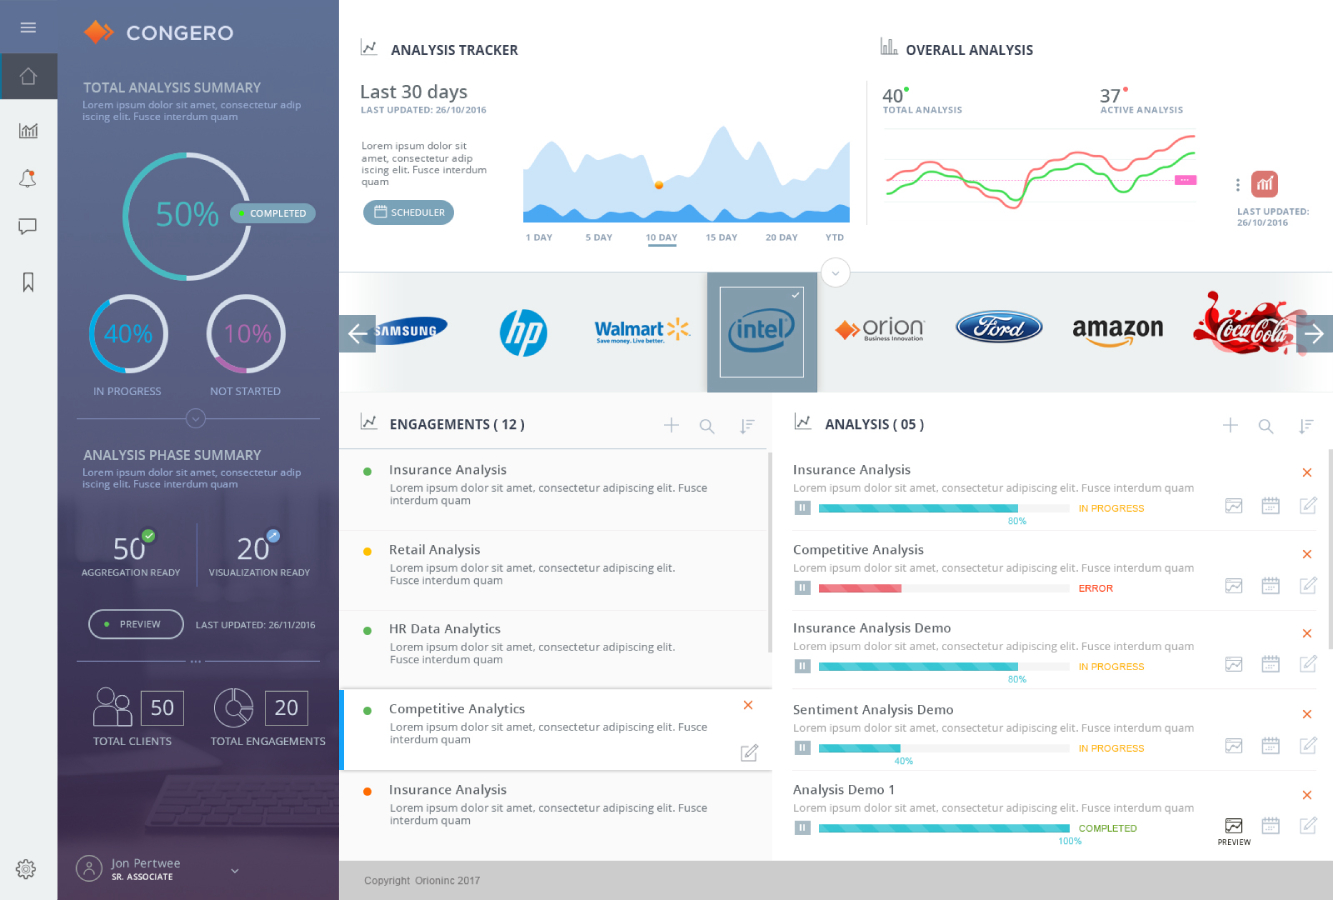 CONGERO
TOTAL ANALYSIS SUMMARY
Lorem ipsum dolor sit amet, consectetur adip
iscing elit. Fusce interdum quam
50%
COMPLETED
40%
10%
IN PROGRESS
NOT STARTED
ANALYSIS PHASE SUMMARY
Lorem ipsum dolor sit amet, consectetur adip
iscing elit. Fusce interdum quam
50
20
AGGREGATION READY
VISUALIZATION READY
PREVIEW
LAST UPDATED: 26/11/2016
50
20
TOTAL CLIENTS
TOTAL ENGAGEMENTS
Jon Pertwee
SR. ASSOCIATE
ANALYSIS TRACKER
Last 30 days
LAST UPDATED: 26/10/2016
Lorem ipsum dolor sit
amet, consectetur adip
iscing elit. Fusce interdum
quam
SCHEDULER
1 DAY
5 DAY
10 DAY
15 DAY
20 DAY
YTD
OVERALL ANALYSIS
40
TOTAL ANALYSIS
37
ACTIVE ANALYSIS
LAST UPDATED:
26/10/2016
SAMSUNG
hp
Walmart
Save money. Live better.
intel
orion
Business Innovation
Ford
amazon
Coca-Cola
ENGAGEMENTS ( 12 )
Insurance Analysis
Lorem ipsum dolor sit amet, consectetur adipiscing elit. Fusce
interdum quam
Retail Analysis
Lorem ipsum dolor sit amet, consectetur adipiscing elit.
Fusce interdum quam
HR Data Analytics
Lorem ipsum dolor sit amet, consectetur adipiscing elit.
Fusce interdum quam
Competitive Analytics
Lorem ipsum dolor sit amet, consectetur adipiscing elit. Fusce
interdum quam
Insurance Analysis
Lorem ipsum dolor sit amet, consectetur adipiscing elit. Fusce
interdum quam
ANALYSIS ( 05 )
Insurance Analysis
Lorem ipsum dolor sit amet, consectetur adipiscing elit. Fusce interdum quam
IN PROGRESS
80%
Competitive Analysis
Lorem ipsum dolor sit amet, consectetur adipiscing elit. Fusce interdum quam
ERROR
Insurance Analysis Demo
Lorem ipsum dolor sit amet, consectetur adipiscing elit. Fusce interdum quam
IN PROGRESS
80%
Sentiment Analysis Demo
Lorem ipsum dolor sit amet, consectetur adipiscing elit. Fusce interdum quam
IN PROGRESS
40%
Analysis Demo 1
Lorem ipsum dolor sit amet, consectetur adipiscing elit. Fusce interdum quam
COMPLETED
100%
PREVIEW
Copyright Orioninc 2017